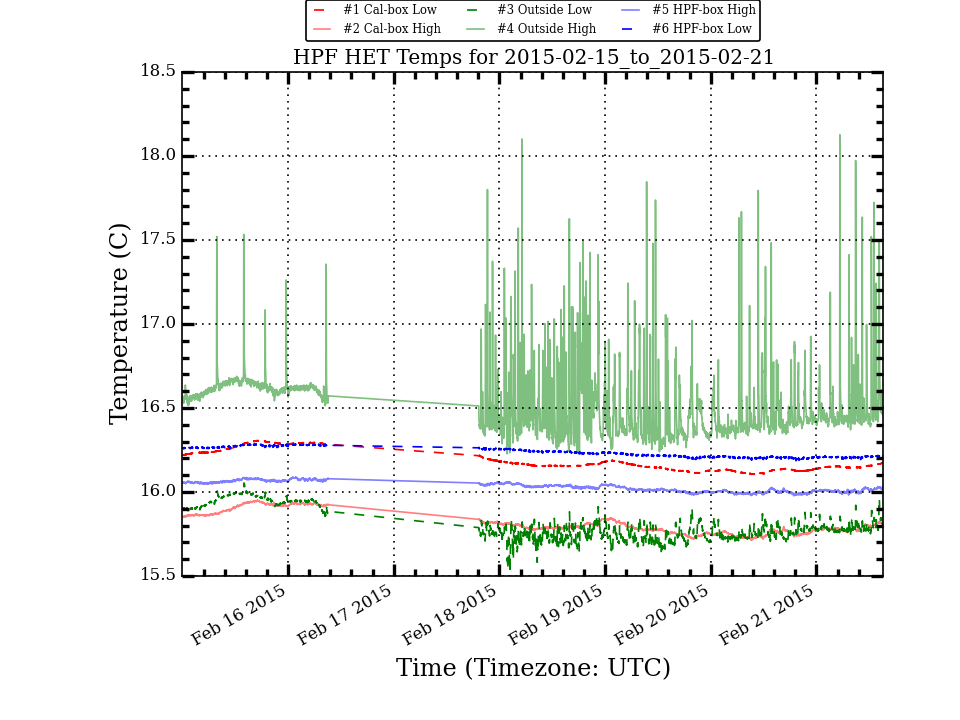 #1 Cal-box Low #3 Outside Low #5 HPF-box High
#2 Cal-box High #4 Outside High #6 HPF-box Low
HPF HET Temps for 2015-02-15_to_2015-02-21
18.5
18.0
17.5
17.0
16.5
16.0
15.5
Temperature (C)
Feb 16 2015 Feb 17 2015 Feb 18 2015 Feb 19 2015 Feb 20 2015 Feb 21 2015
Time (Timezone: UTC)